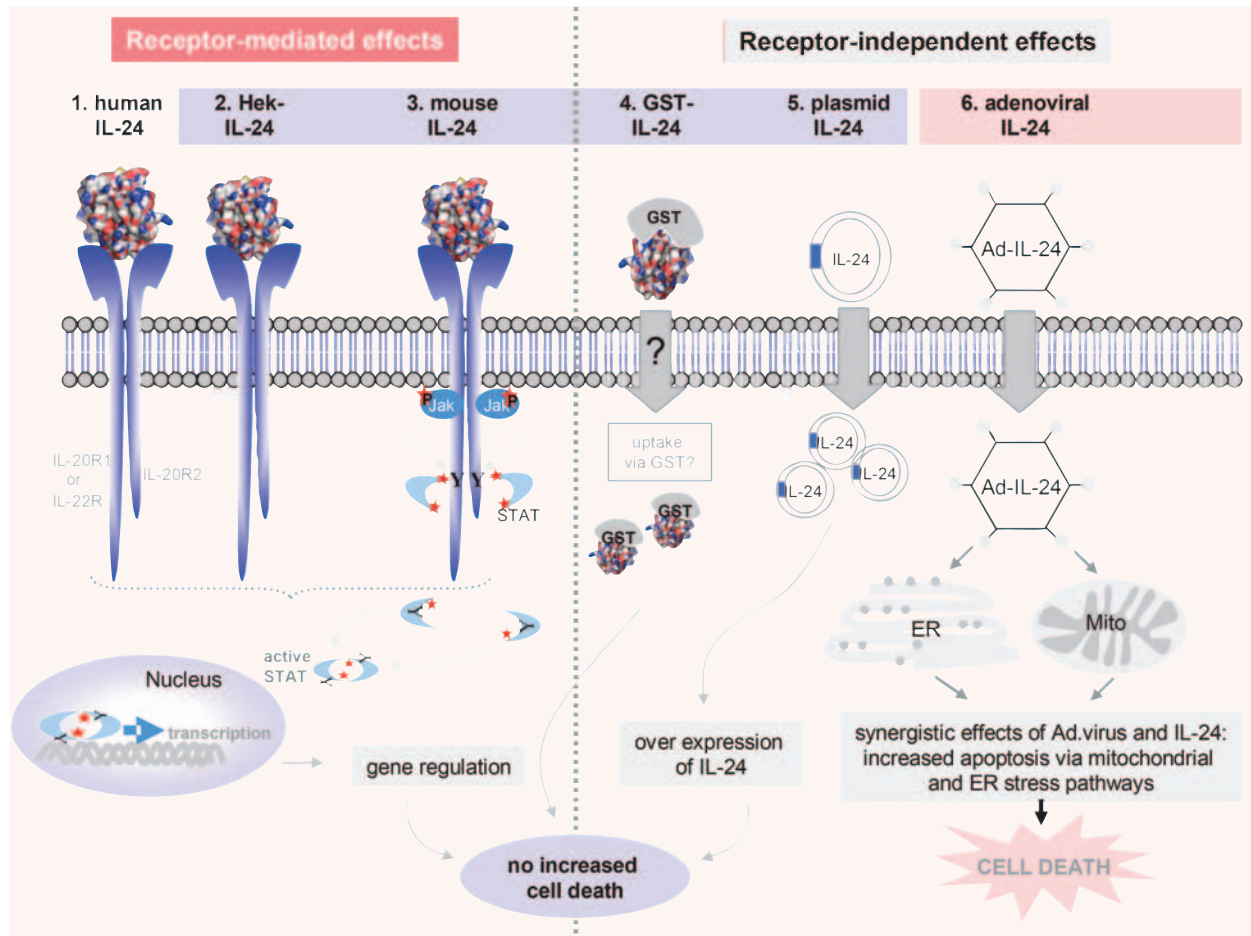 Receptor-mediated effects
Receptor-independent effects
1. human
IL-24
2. Hek-
IL-24
3. mouse
IL-24
4. GST-
IL-24
5. plasmid
IL-24
6. adenoviral
IL-24
GST
IL-24
Ad-IL-24
?
P
Jak
Jak
P
IL-20R1
or
IL-22R
IL-20R2
Y
Y
STAT
uptake
via GST?
GST
GST
IL-24
IL-24
IL-24
Ad-IL-24
ER
Mito
active
STAT
Nucleus
transcription
gene regulation
over expression
of IL-24
synergistic effects of Ad.virus and IL-24:
increased apoptosis via mitochondrial
and ER stress pathways
no increased
cell death
CELL DEATH